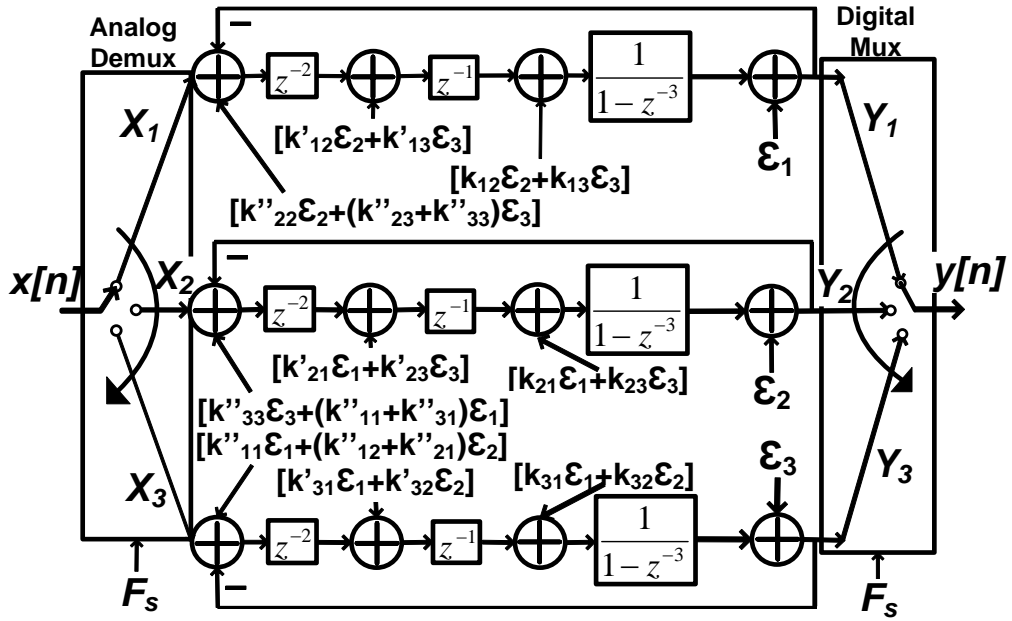 Analog
Demux
Digital
Mux
−
z⁻²
z⁻¹
1
1− z⁻³
X₁
Y₁
[k'₁₂Ɛ₂+k'₁₃Ɛ₃]
[k₁₂Ɛ₂+k₁₃Ɛ₃]
Ɛ₁
[k''₂₂Ɛ₂+(k''₂₃+k''₃₃)Ɛ₃]
−
x[n]
X₂
z⁻²
z⁻¹
1
1− z⁻³
Y₂
y[n]
[k'₂₁Ɛ₁+k'₂₃Ɛ₃]
[k₂₁Ɛ₁+k₂₃Ɛ₃]
Ɛ₂
[k''₃₃Ɛ₃+(k''₁₁+k''₃₁)Ɛ₁]
[k''₁₁Ɛ₁+(k''₁₂+k''₂₁)Ɛ₂]
[k'₃₁Ɛ₁+k'₃₂Ɛ₂]
[k₃₁Ɛ₁+k₃₂Ɛ₂]
Ɛ₃
X₃
Y₃
z⁻²
z⁻¹
1
1− z⁻³
−
Fₛ
Fₛ